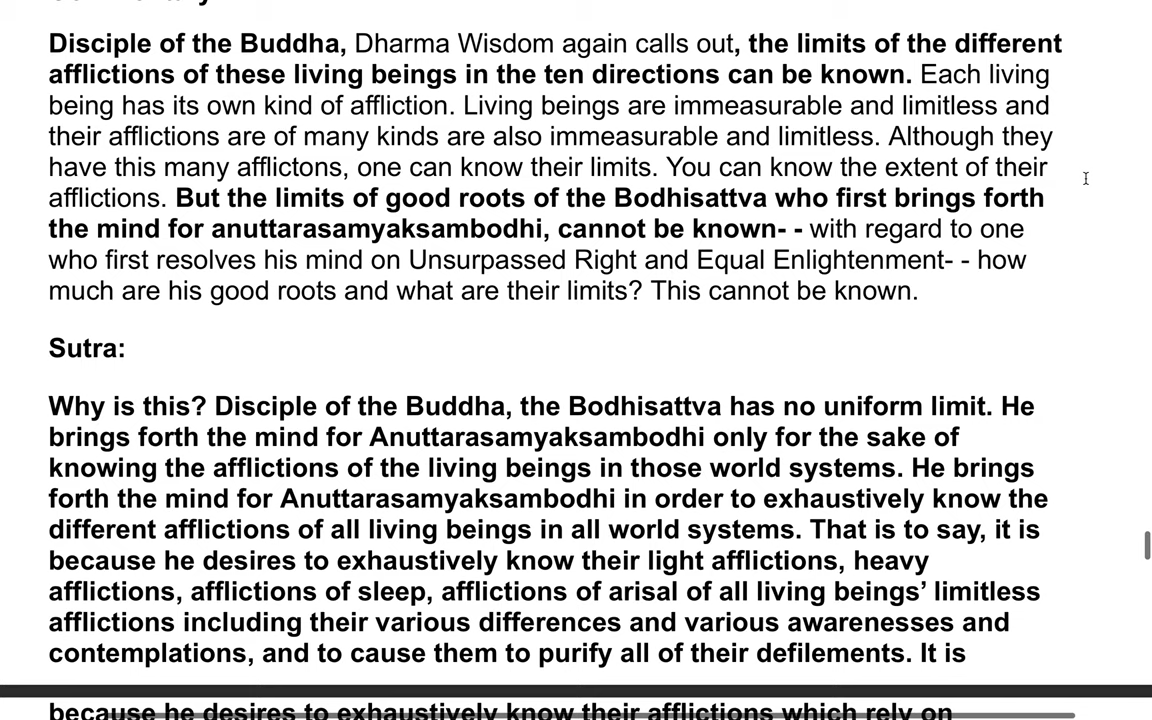 Disciple of the Buddha, Dharma Wisdom again calls out, the limits of the different
afflictions of these living beings in the ten directions can be known. Each living
being has its own kind of affliction. Living beings are immeasurable and limitless and
their afflictions are of many kinds are also immeasurable and limitless. Although they
have this many afflictons, one can know their limits. You can know the extent of their
afflictions. But the limits of good roots of the Bodhisattva who first brings forth
the mind for anuttarasamyaksambodhi, cannot be known- - with regard to one
who first resolves his mind on Unsurpassed Right and Equal Enlightenment- - how
much are his good roots and what are their limits? This cannot be known.
Sutra:
Why is this? Disciple of the Buddha, the Bodhisattva has no uniform limit. He
brings forth the mind for Anuttarasamyaksambodhi only for the sake of
knowing the afflictions of the living beings in those world systems. He brings
forth the mind for Anuttarasamyaksambodhi in order to exhaustively know the
different afflictions of all living beings in all world systems. That is to say, it is
because he desires to exhaustively know their light afflictions, heavy
afflictions, afflictions of sleep, afflictions of arisal of all living beings’ limitless
afflictions including their various differences and various awarenesses and
contemplations, and to cause them to purify all of their defilements. It is
because he desires to exhaustively know their afflictions which rely on